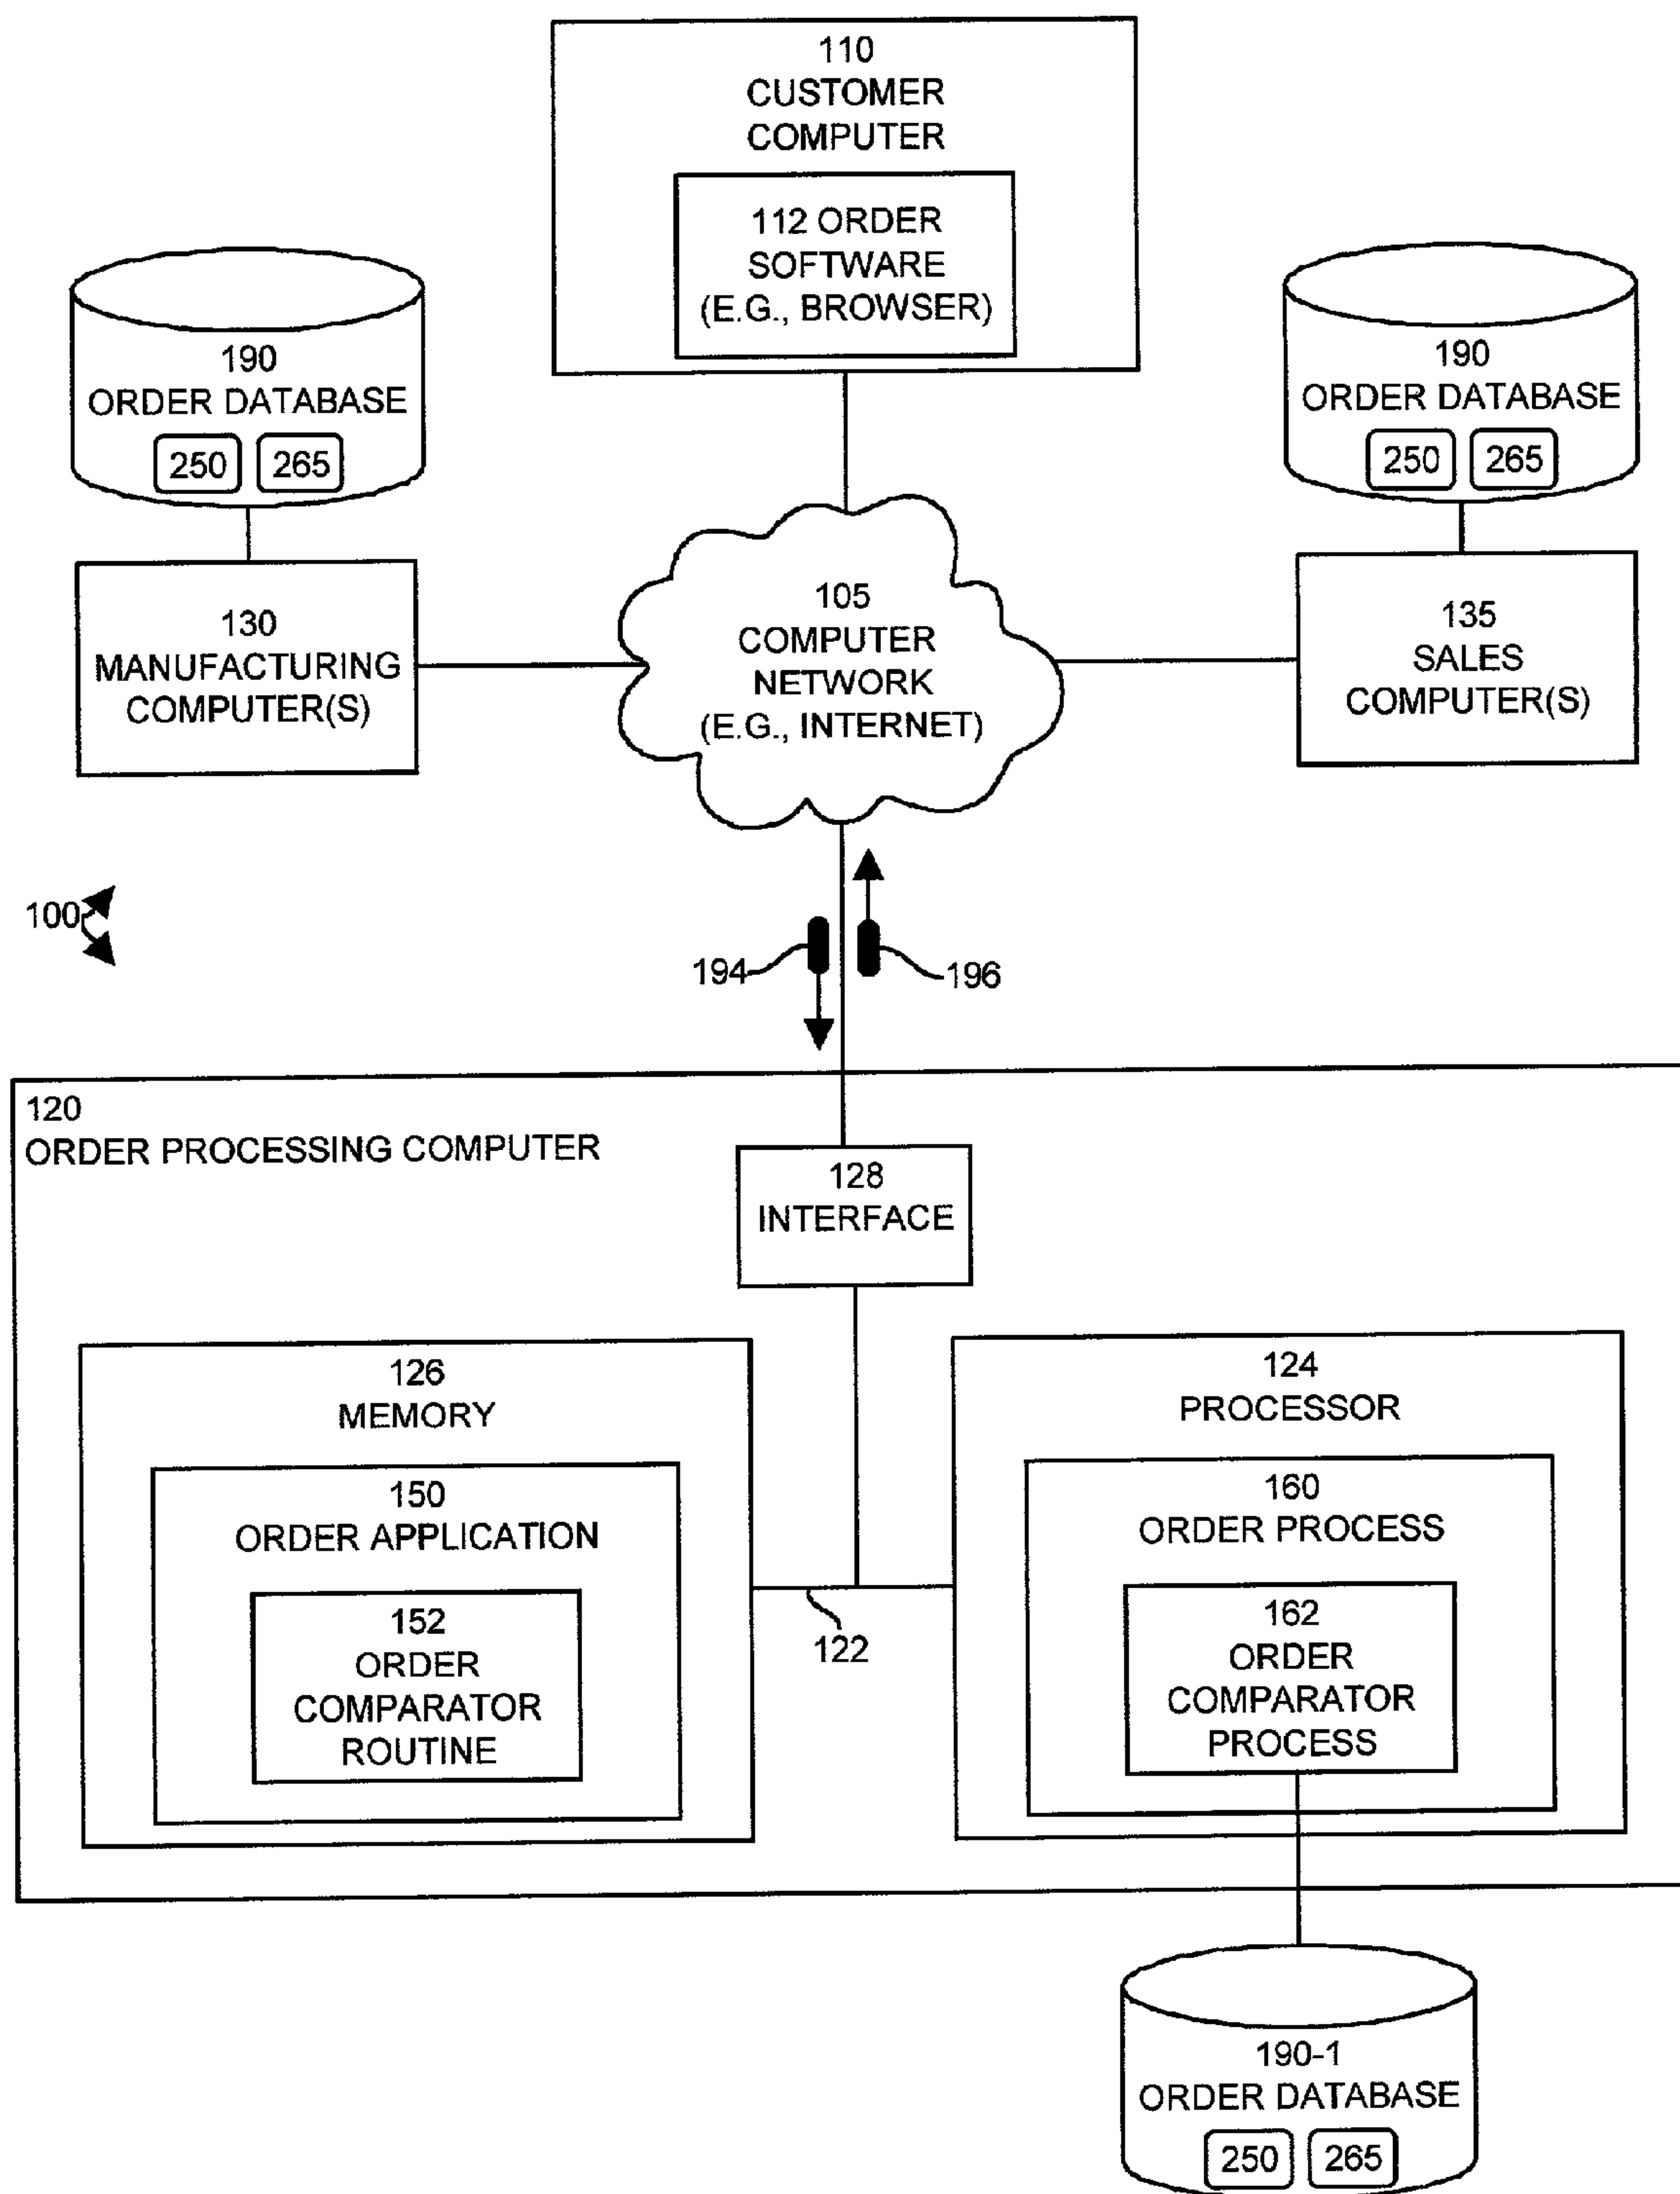 110
CUSTOMER
COMPUTER
112 ORDER
SOFTWARE
(E.G., BROWSER)
190
ORDER DATABASE
250 265
190
ORDER DATABASE
250 265
130
MANUFACTURING
COMPUTER(S)
105
COMPUTER
NETWORK
(E.G., INTERNET)
135
SALES
COMPUTER(S)
100
194
196
120
ORDER PROCESSING COMPUTER
128
INTERFACE
126
MEMORY
150
ORDER APPLICATION
152
ORDER
COMPARATOR
ROUTINE
122
124
PROCESSOR
160
ORDER PROCESS
162
ORDER
COMPARATOR
PROCESS
190-1
ORDER DATABASE
250 265